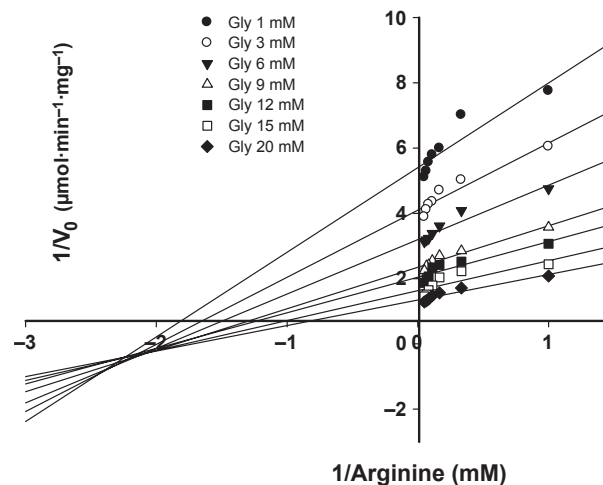 10
8
6
4
2
0
−2
−3
−2
−1
0
1
1/V0 (µmol·min−1·mg−1)
Gly 1 mM
Gly 3 mM
Gly 6 mM
Gly 9 mM
Gly 12 mM
Gly 15 mM
Gly 20 mM
1/Arginine (mM)